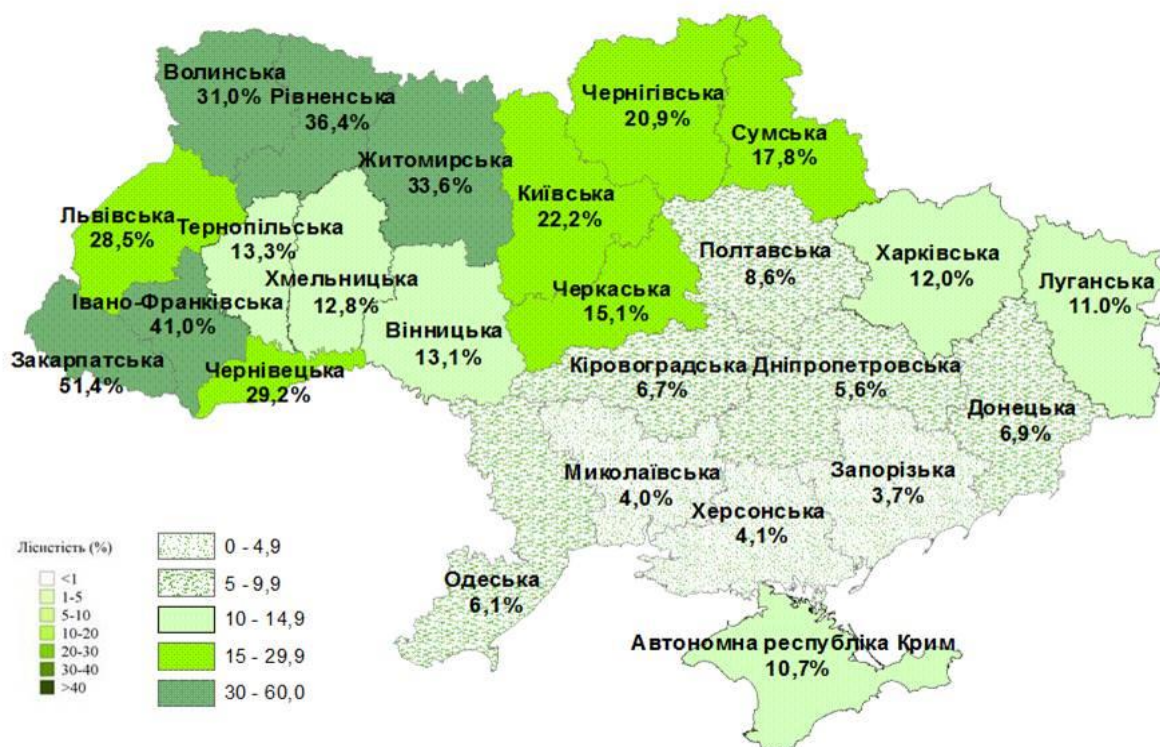 Волинська
31,0%
Рівненська
36,4%
Житомирська
33,6%
Чернігівська
20,9%
Сумська
17,8%
Київська
22,2%
Львівська
28,5%
Тернопільська
13,3%
Хмельницька
12,8%
Івано-Франківська
41,0%
Закарпатська
51,4%
Чернівецька
29,2%
Вінницька
13,1%
Черкаська
15,1%
Полтавська
8,6%
Харківська
12,0%
Луганська
11.0%
Кіровоградська
6,7%
Дніпропетровська
5,6%
Донецька
6,9%
Миколаївська
4,0%
Херсонська
4,1%
Запорізька
3,7%
Одеська
6,1%
Автономна республіка Крим
10,7%
Лісистість (%)
<1
1-5
5-10
10-20
20-30
30-40
>40
0 - 4,9
5 - 9,9
10 - 14,9
15 - 29,9
30 - 60,0